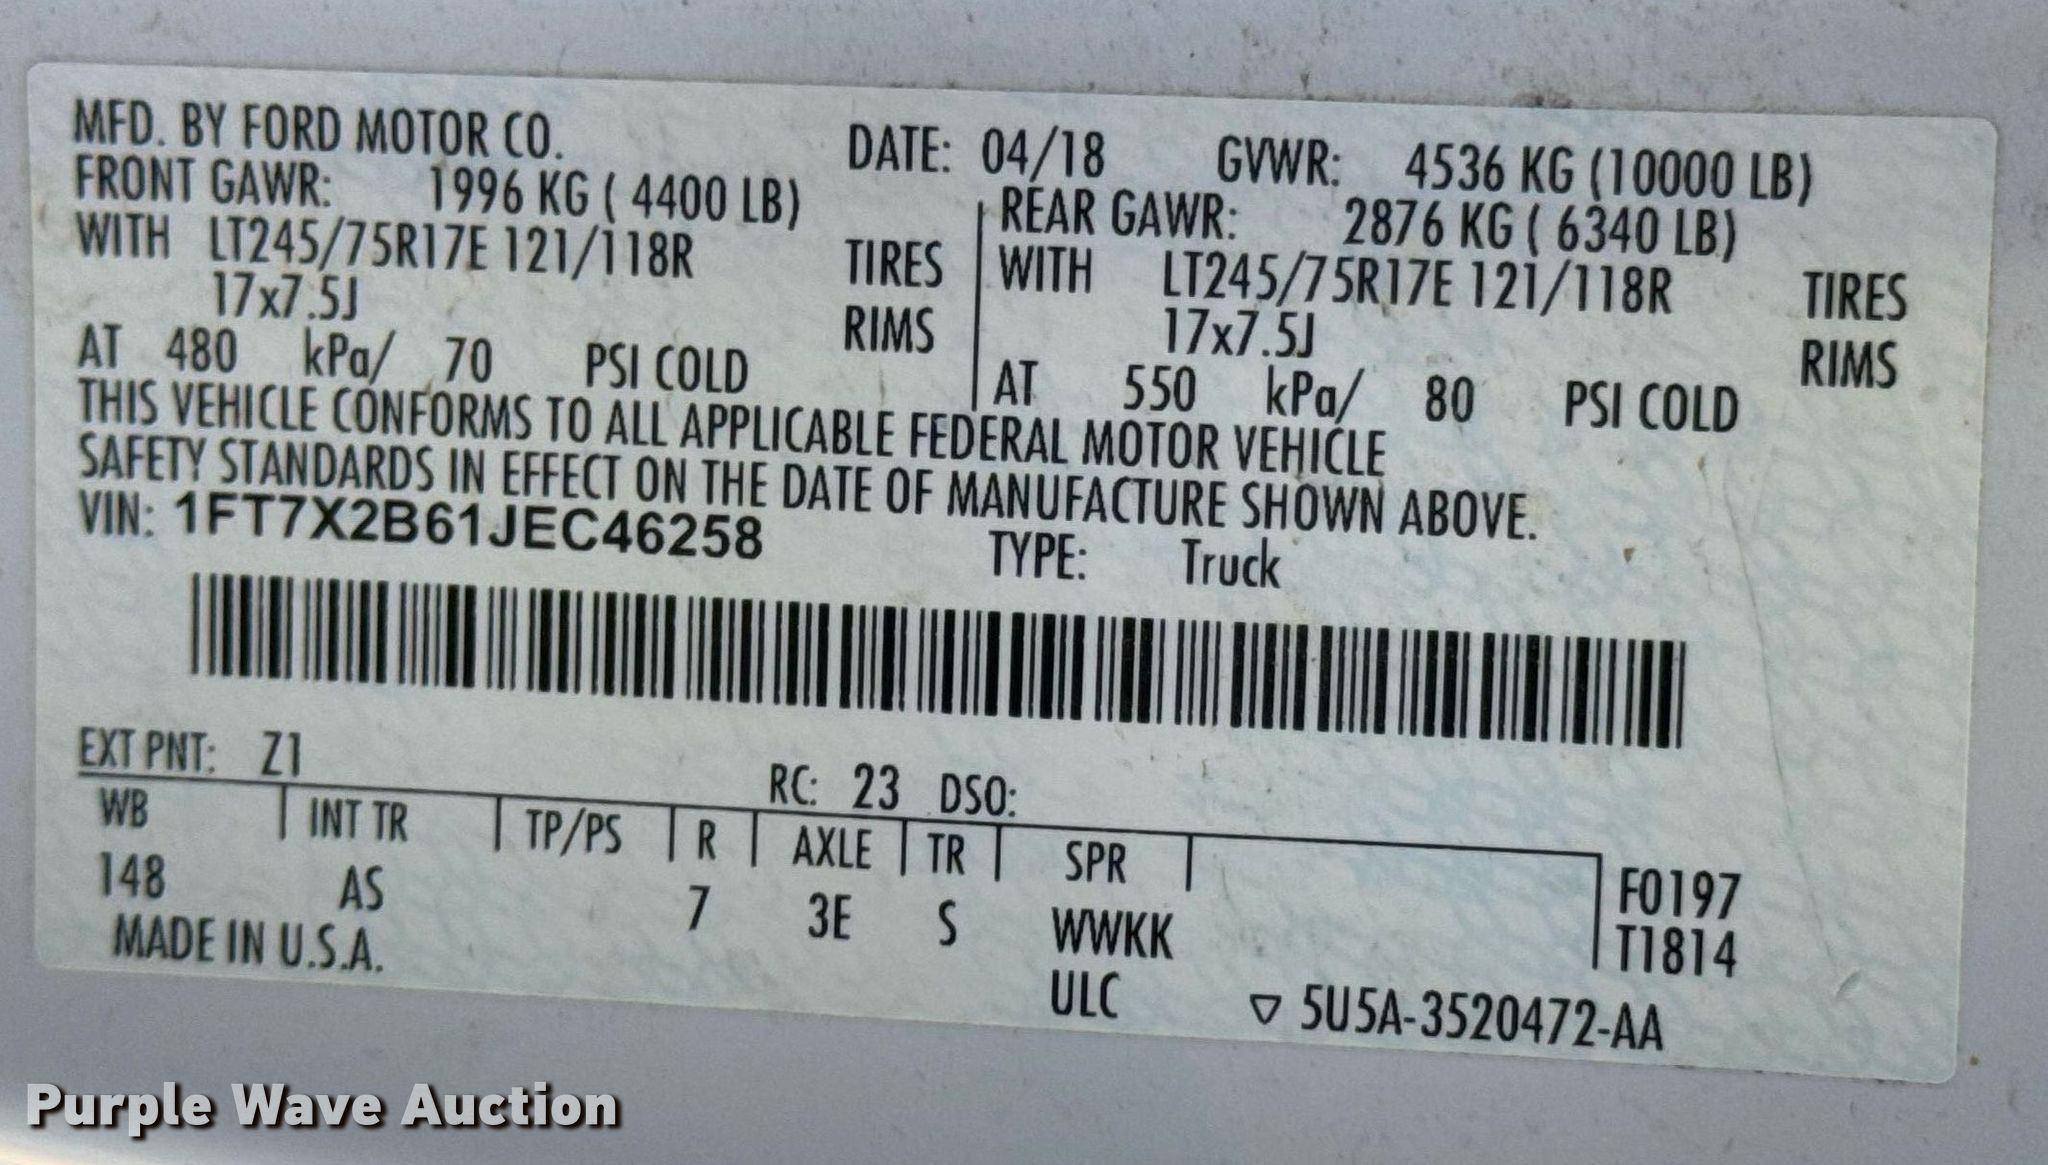 MFD. BY FORD MOTOR CO. DATE: 04/18 GVWR: 4536 KG (10000 LB)
FRONT GAWR: 1996 KG ( 4400 LB) REAR GAWR: 2876 KG ( 6340 LB)
WITH LT245/75R17E 121/118R TIRES WITH LT245/75R17E 121/118R TIRES
17x7.5J RIMS 17x7.5J RIMS
AT 480 kPa/ 70 PSI COLD AT 550 kPa/ 80 PSI COLD
THIS VEHICLE CONFORMS TO ALL APPLICABLE FEDERAL MOTOR VEHICLE
SAFETY STANDARDS IN EFFECT ON THE DATE OF MANUFACTURE SHOWN ABOVE.
VIN: 1FT7X2B61JEC46258 TYPE: Truck
EXT PNT: Z1 RC: 23 DSO:
WB INT TR TP/PS R AXLE TR SPR
148 AS 7 3E S WWKK F0197
MADE IN U.S.A. ULC T1814
▽ 5U5A-3520472-AA
Purple Wave Auction